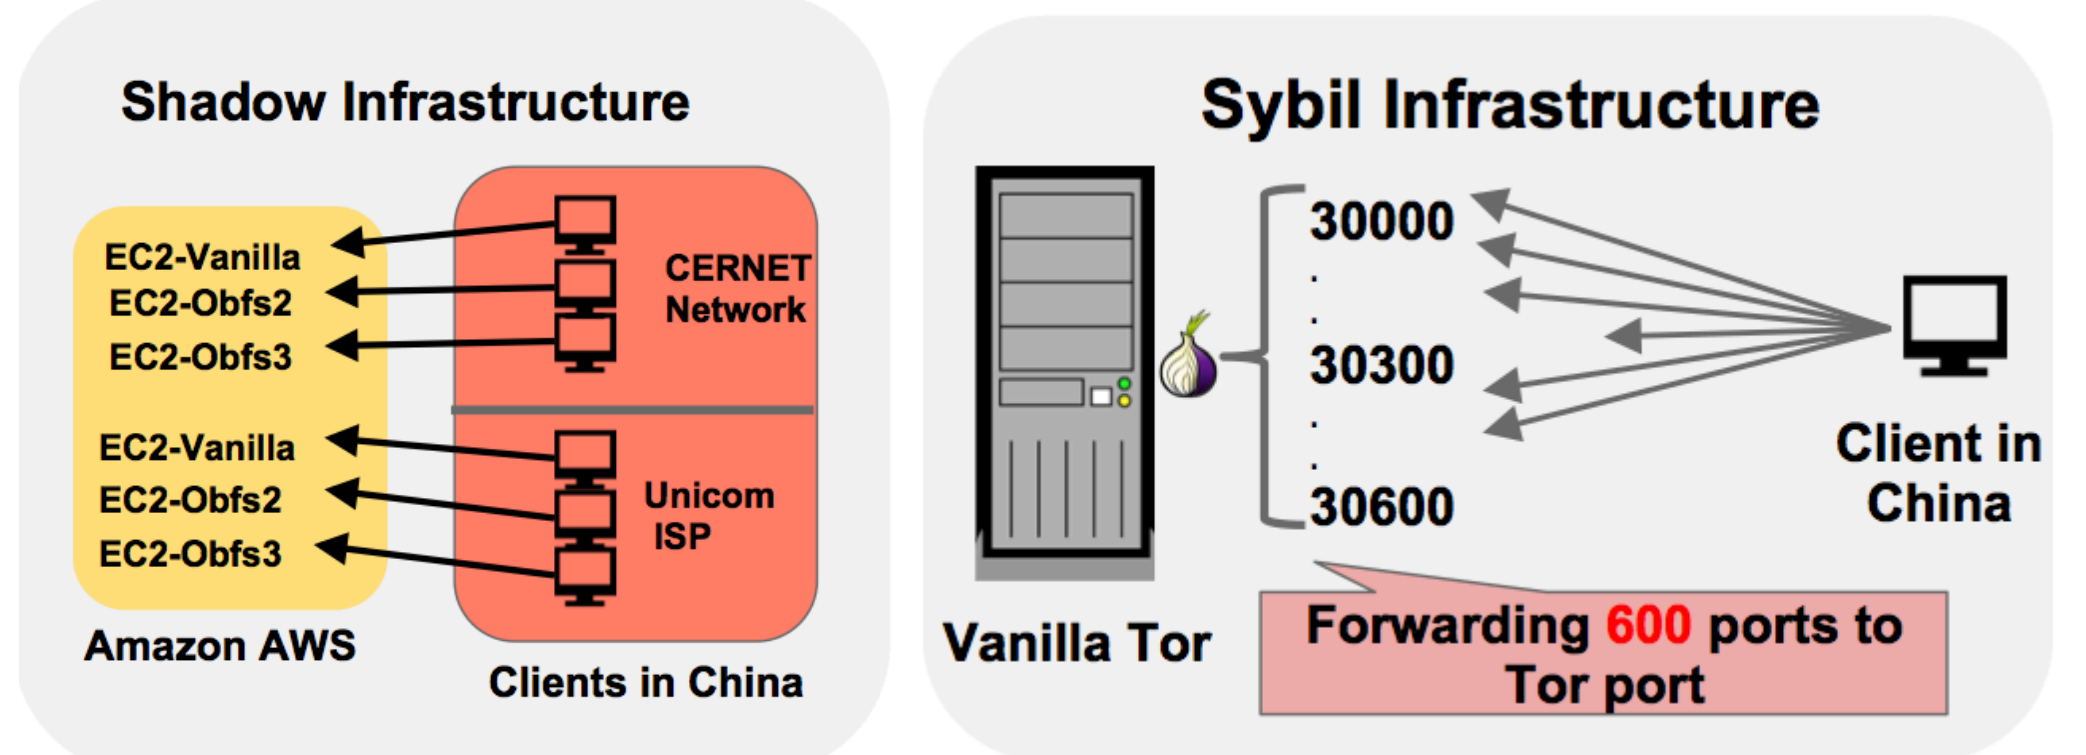 Shadow Infrastructure
EC2-Vanilla
EC2-Obfs2
EC2-Obfs3
EC2-Vanilla
EC2-Obfs2
EC2-Obfs3
Amazon AWS
CERNET
Network
Unicom
ISP
Clients in China
Sybil Infrastructure
30000
.
.
30300
.
.
30600
Vanilla Tor
Client in
China
Forwarding 600 ports to
Tor port